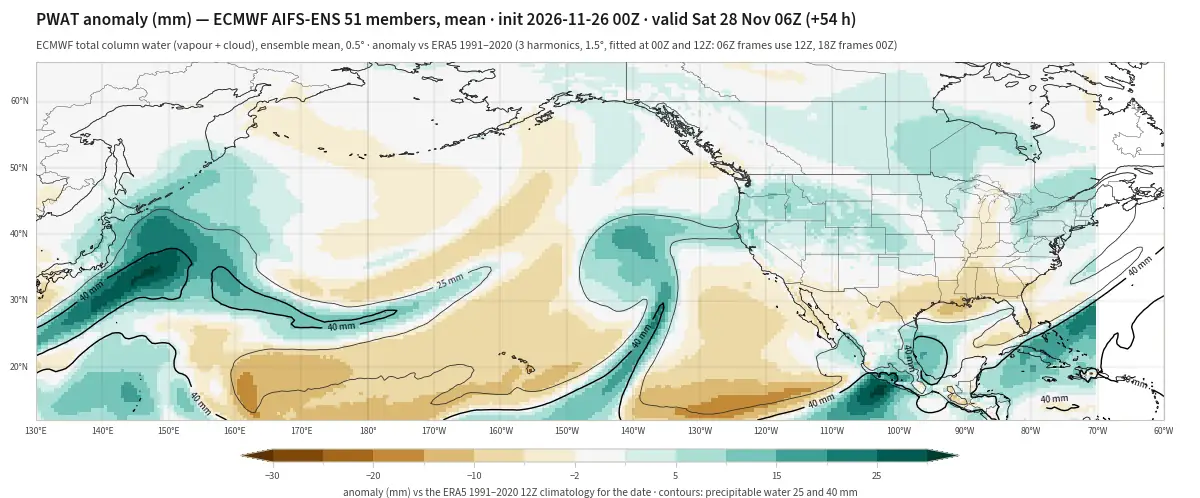 PWAT anomaly (mm) — ECMWF AIFS-ENS 51 members, mean · init 2026-11-26 00Z · valid Sat 28 Nov 06Z (+54 h)
ECMWF total column water (vapour + cloud), ensemble mean, 0.5° · anomaly vs ERA5 1991–2020 (3 harmonics, 1.5°, fitted at 00Z and 12Z: 06Z frames use 12Z, 18Z frames 00Z)
60°N
50°N
40°N
30°N
20°N
40 mm
25 mm
40 mm
40 mm
40 mm
40 mm
40 mm
40 mm
40 mm
40 mm
130°E 140°E 150°E 160°E 170°E 180° 170°W 160°W 150°W 140°W 130°W 120°W 110°W 100°W 90°W 80°W 70°W 60°W
−30 −20 −10 −2 5 15 25
anomaly (mm) vs the ERA5 1991–2020 12Z climatology for the date · contours: precipitable water 25 and 40 mm